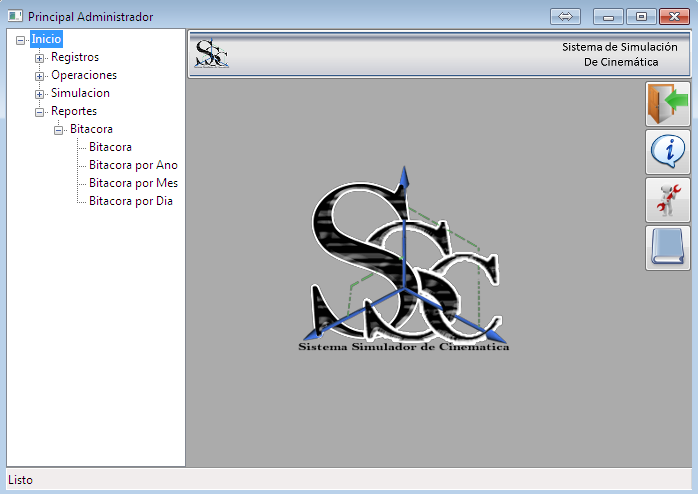 Principal Administrador
Inicio
Registros
Operaciones
Simulacion
Reportes
Bitacora
Bitacora
Bitacora por Ano
Bitacora por Mes
Bitacora por Dia
SSC
Sistema de Simulación
De Cinemática
SSCC
Sistema Simulador de Cinematica
Listo